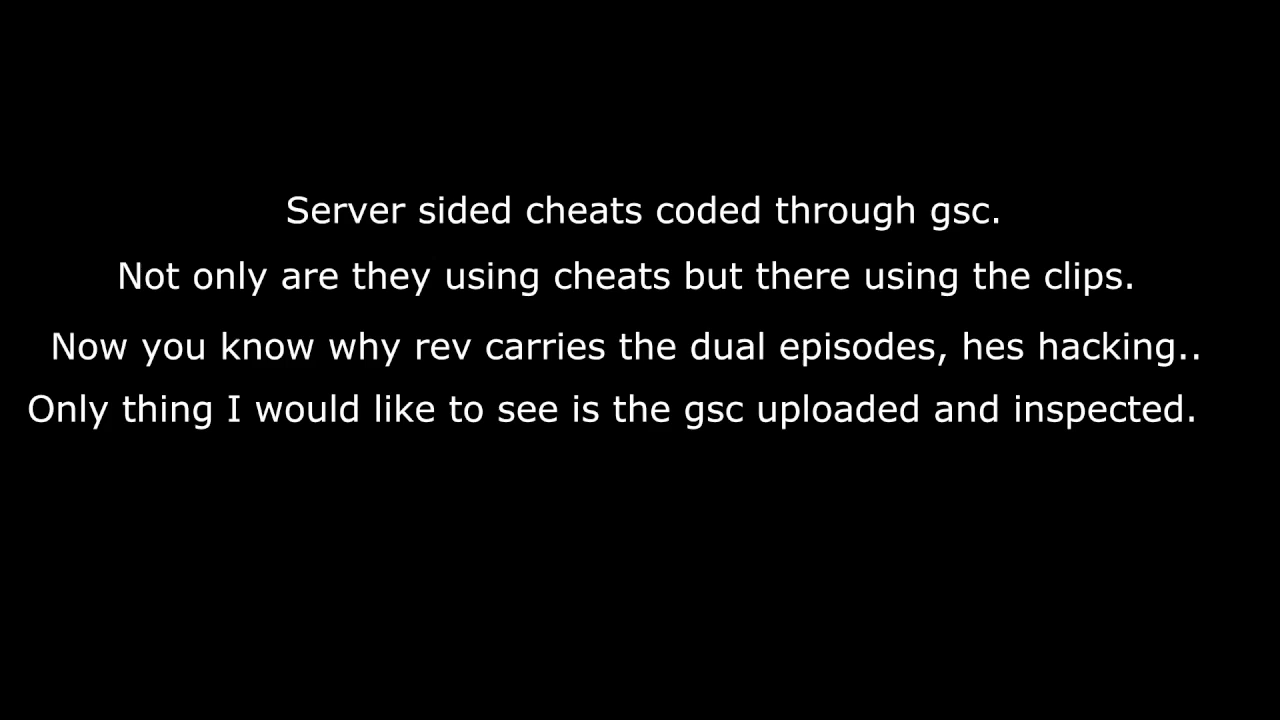 Server sided cheats coded through gsc.
Not only are they using cheats but there using the clips.
Now you know why rev carries the dual episodes, hes hacking..
Only thing I would like to see is the gsc uploaded and inspected.